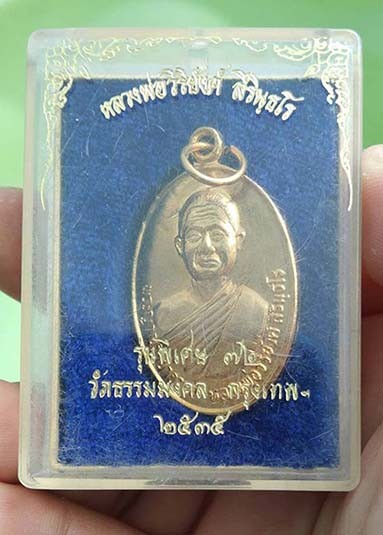 หลวงพ่อวิริยังค์ สิรินฺธโร
รุ่นพิเศษ ๗๒
วัดธรรมมงคล กรุงเทพฯ
๒๕๓๕